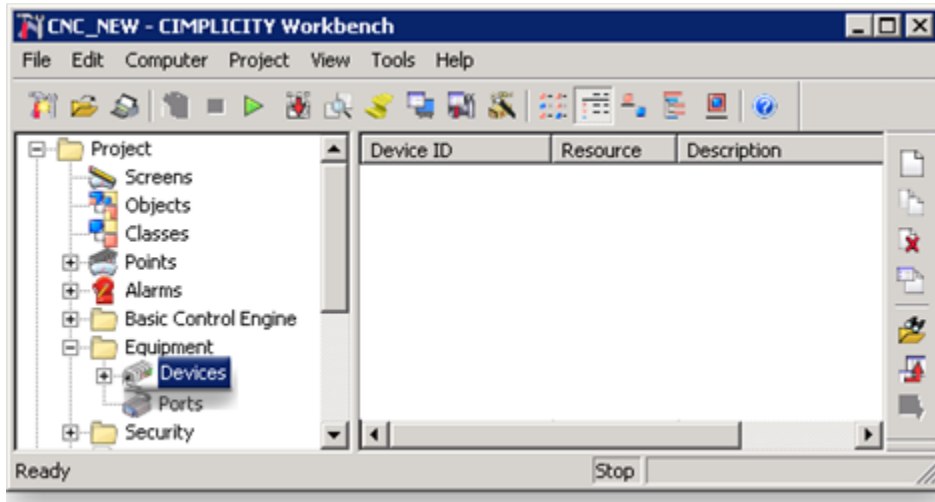 CNC_NEW - CIMPLICITY Workbench
File Edit Computer Project View Tools Help
Project
Screens
Objects
Classes
Points
Alarms
Basic Control Engine
Equipment
Devices
Ports
Security
Device ID Resource Description
Ready Stop